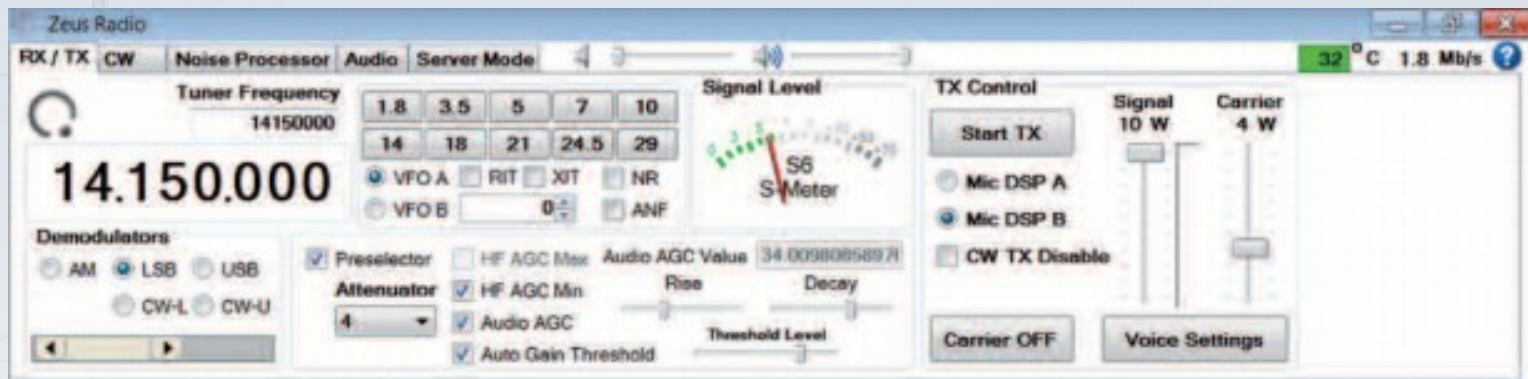 Zeus Radio
RX / TX CW Noise Processor Audio Server Mode 32 °C 1.8 Mb/s ?
Tuner Frequency
14150000
14.150.000
1.8 3.5 5 7 10
14 18 21 24.5 29
VFO A RIT XIT NR
VFO B 0 ANF
Signal Level
S6
S-Meter
TX Control
Start TX
Mic DSP A
Mic DSP B
CW TX Disable
Signal Carrier
10 W 4 W
Carrier OFF Voice Settings
Demodulators
AM LSB USB
CW-L CW-U
Preselector HF AGC Max Audio AGC Value
Attenuator HF AGC Min Rise Decay
4 Audio AGC Threshold Level
Auto Gain Threshold